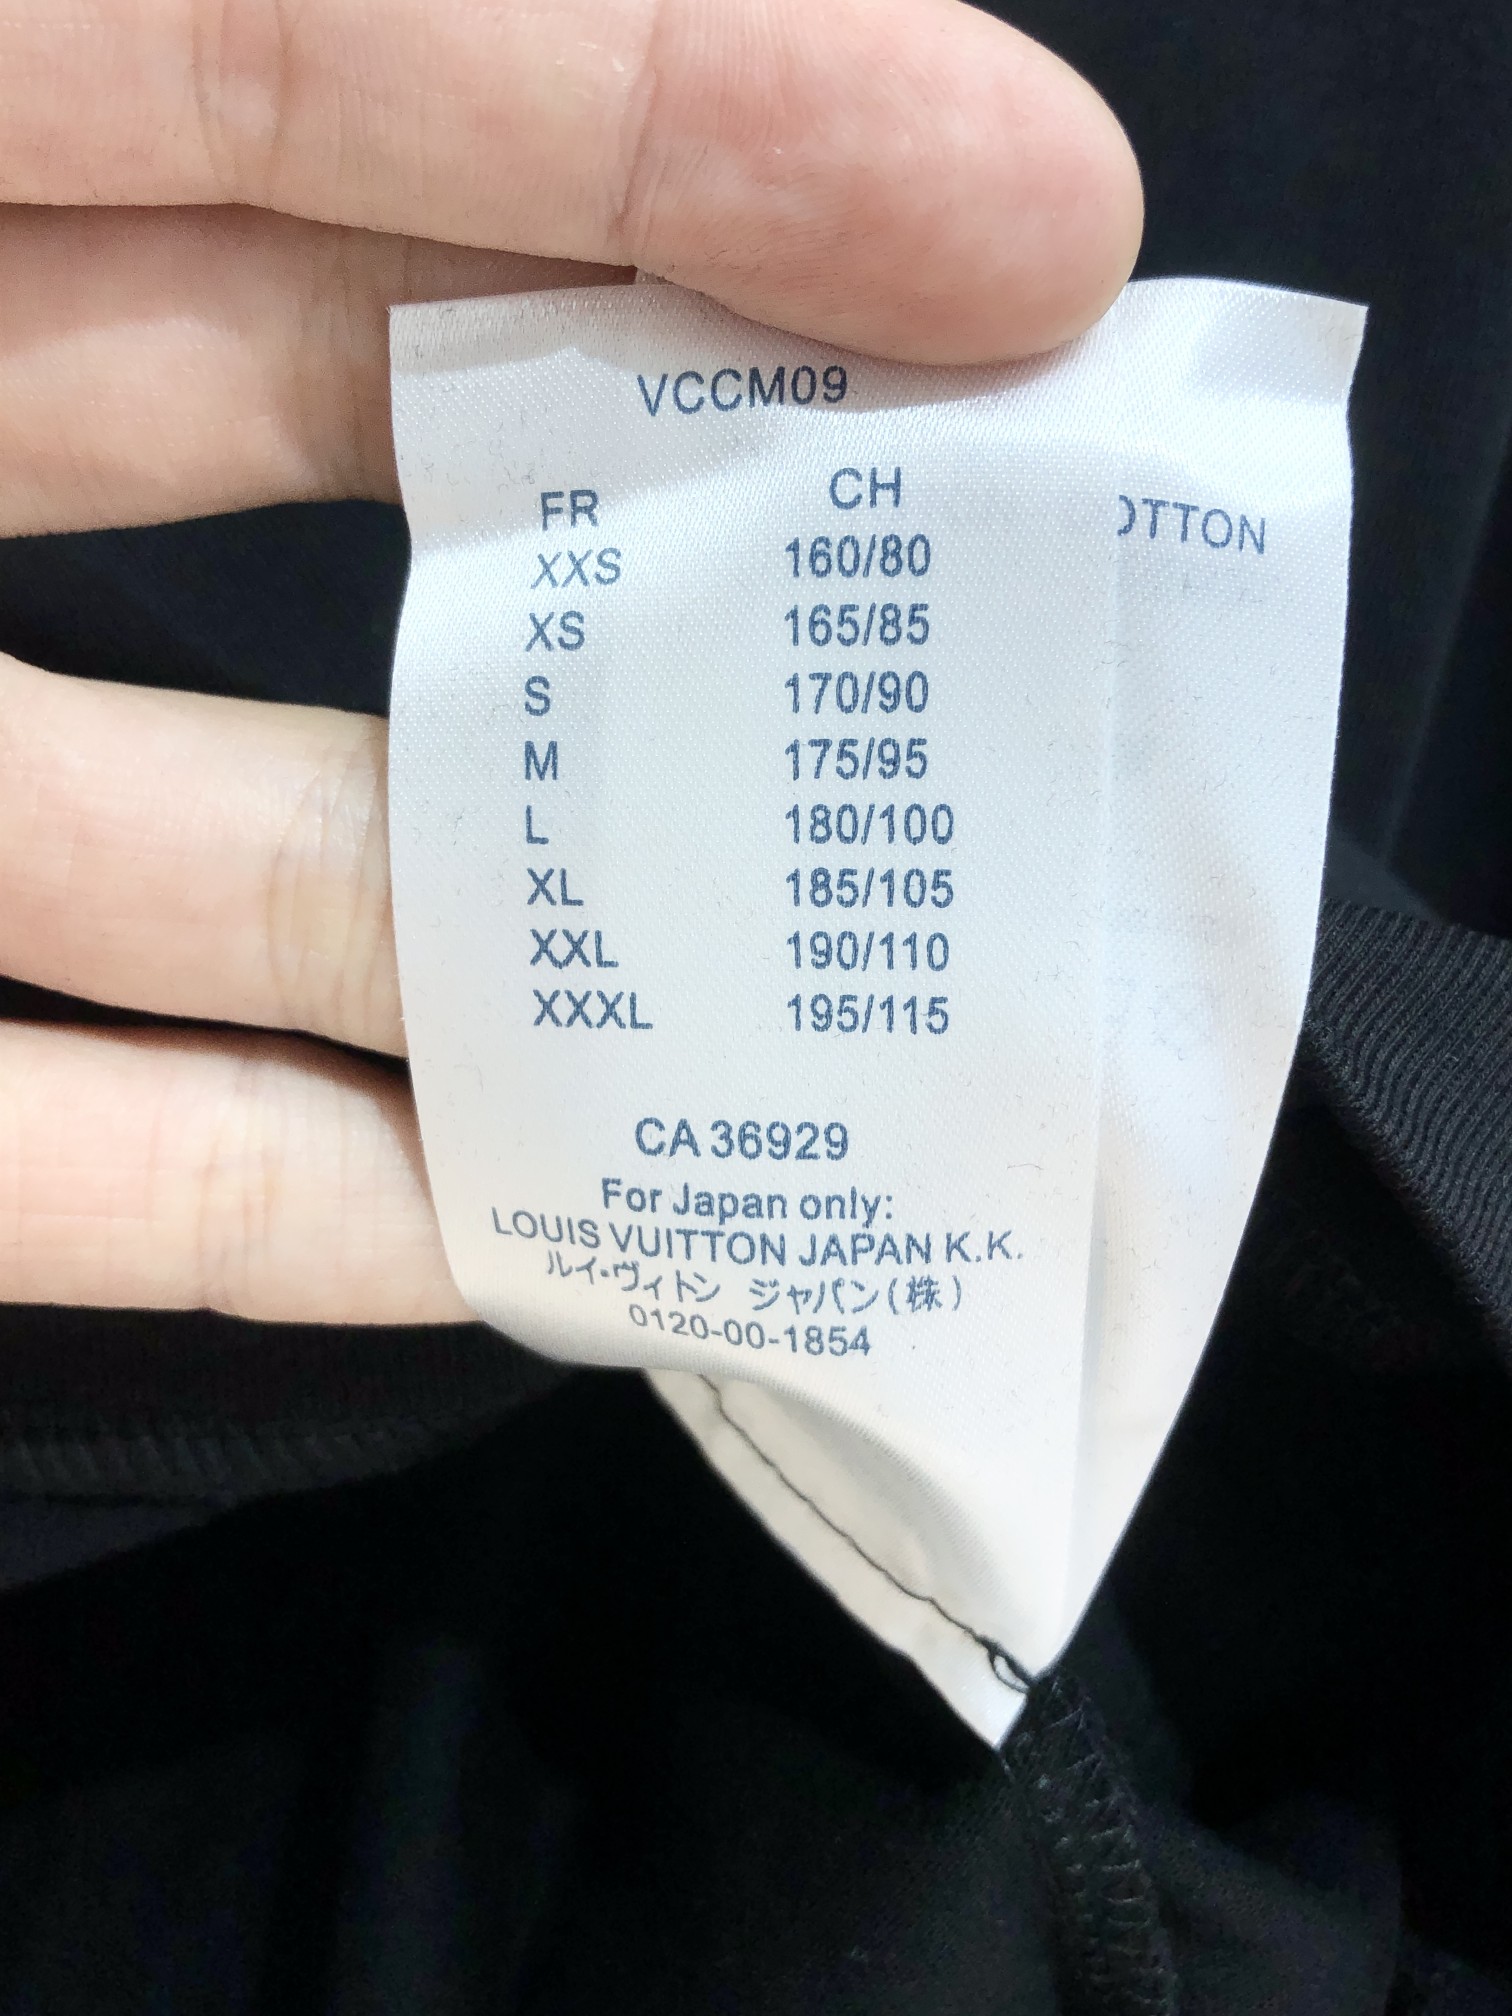 VCCM09
FR CH
XXS 160/80
XS 165/85
S 170/90
M 175/95
L 180/100
XL 185/105
XXL 190/110
XXXL 195/115
CA 36929
For Japan only:
LOUIS VUITTON JAPAN K.K.
ルイ・ヴィトン ジャパン(株)
0120-00-1854
OTTON